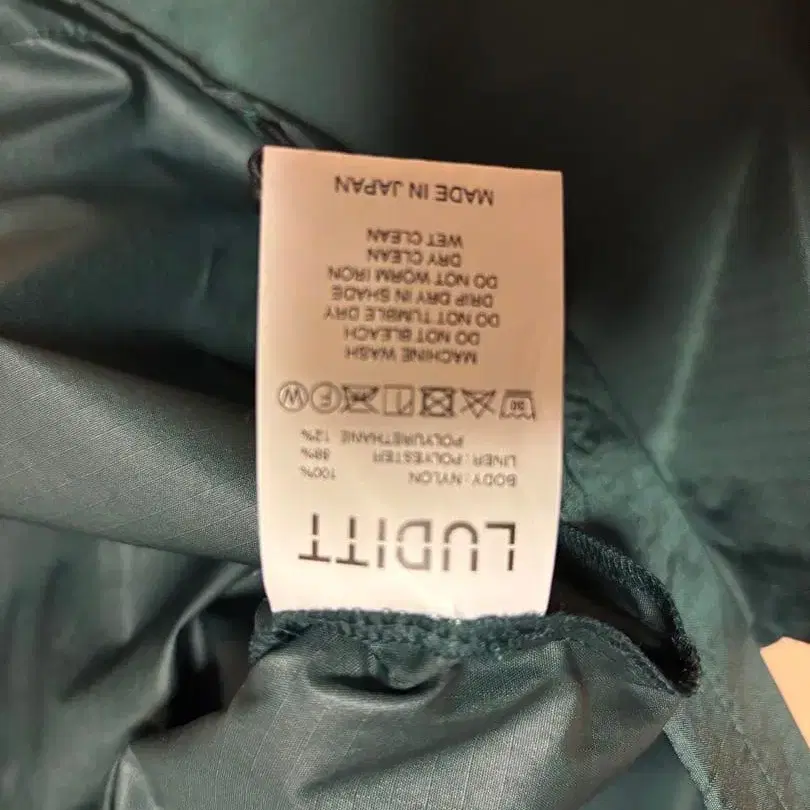 LUDITT
BODY : NYLON 100%
LINER : POLYESTER 88%
POLYURETHANE 12%
30 F W
MACHINE WASH
DO NOT BLEACH
DO NOT TUMBLE DRY
DRIP DRY IN SHADE
DO NOT WORM IRON
DRY CLEAN
WET CLEAN
MADE IN JAPAN